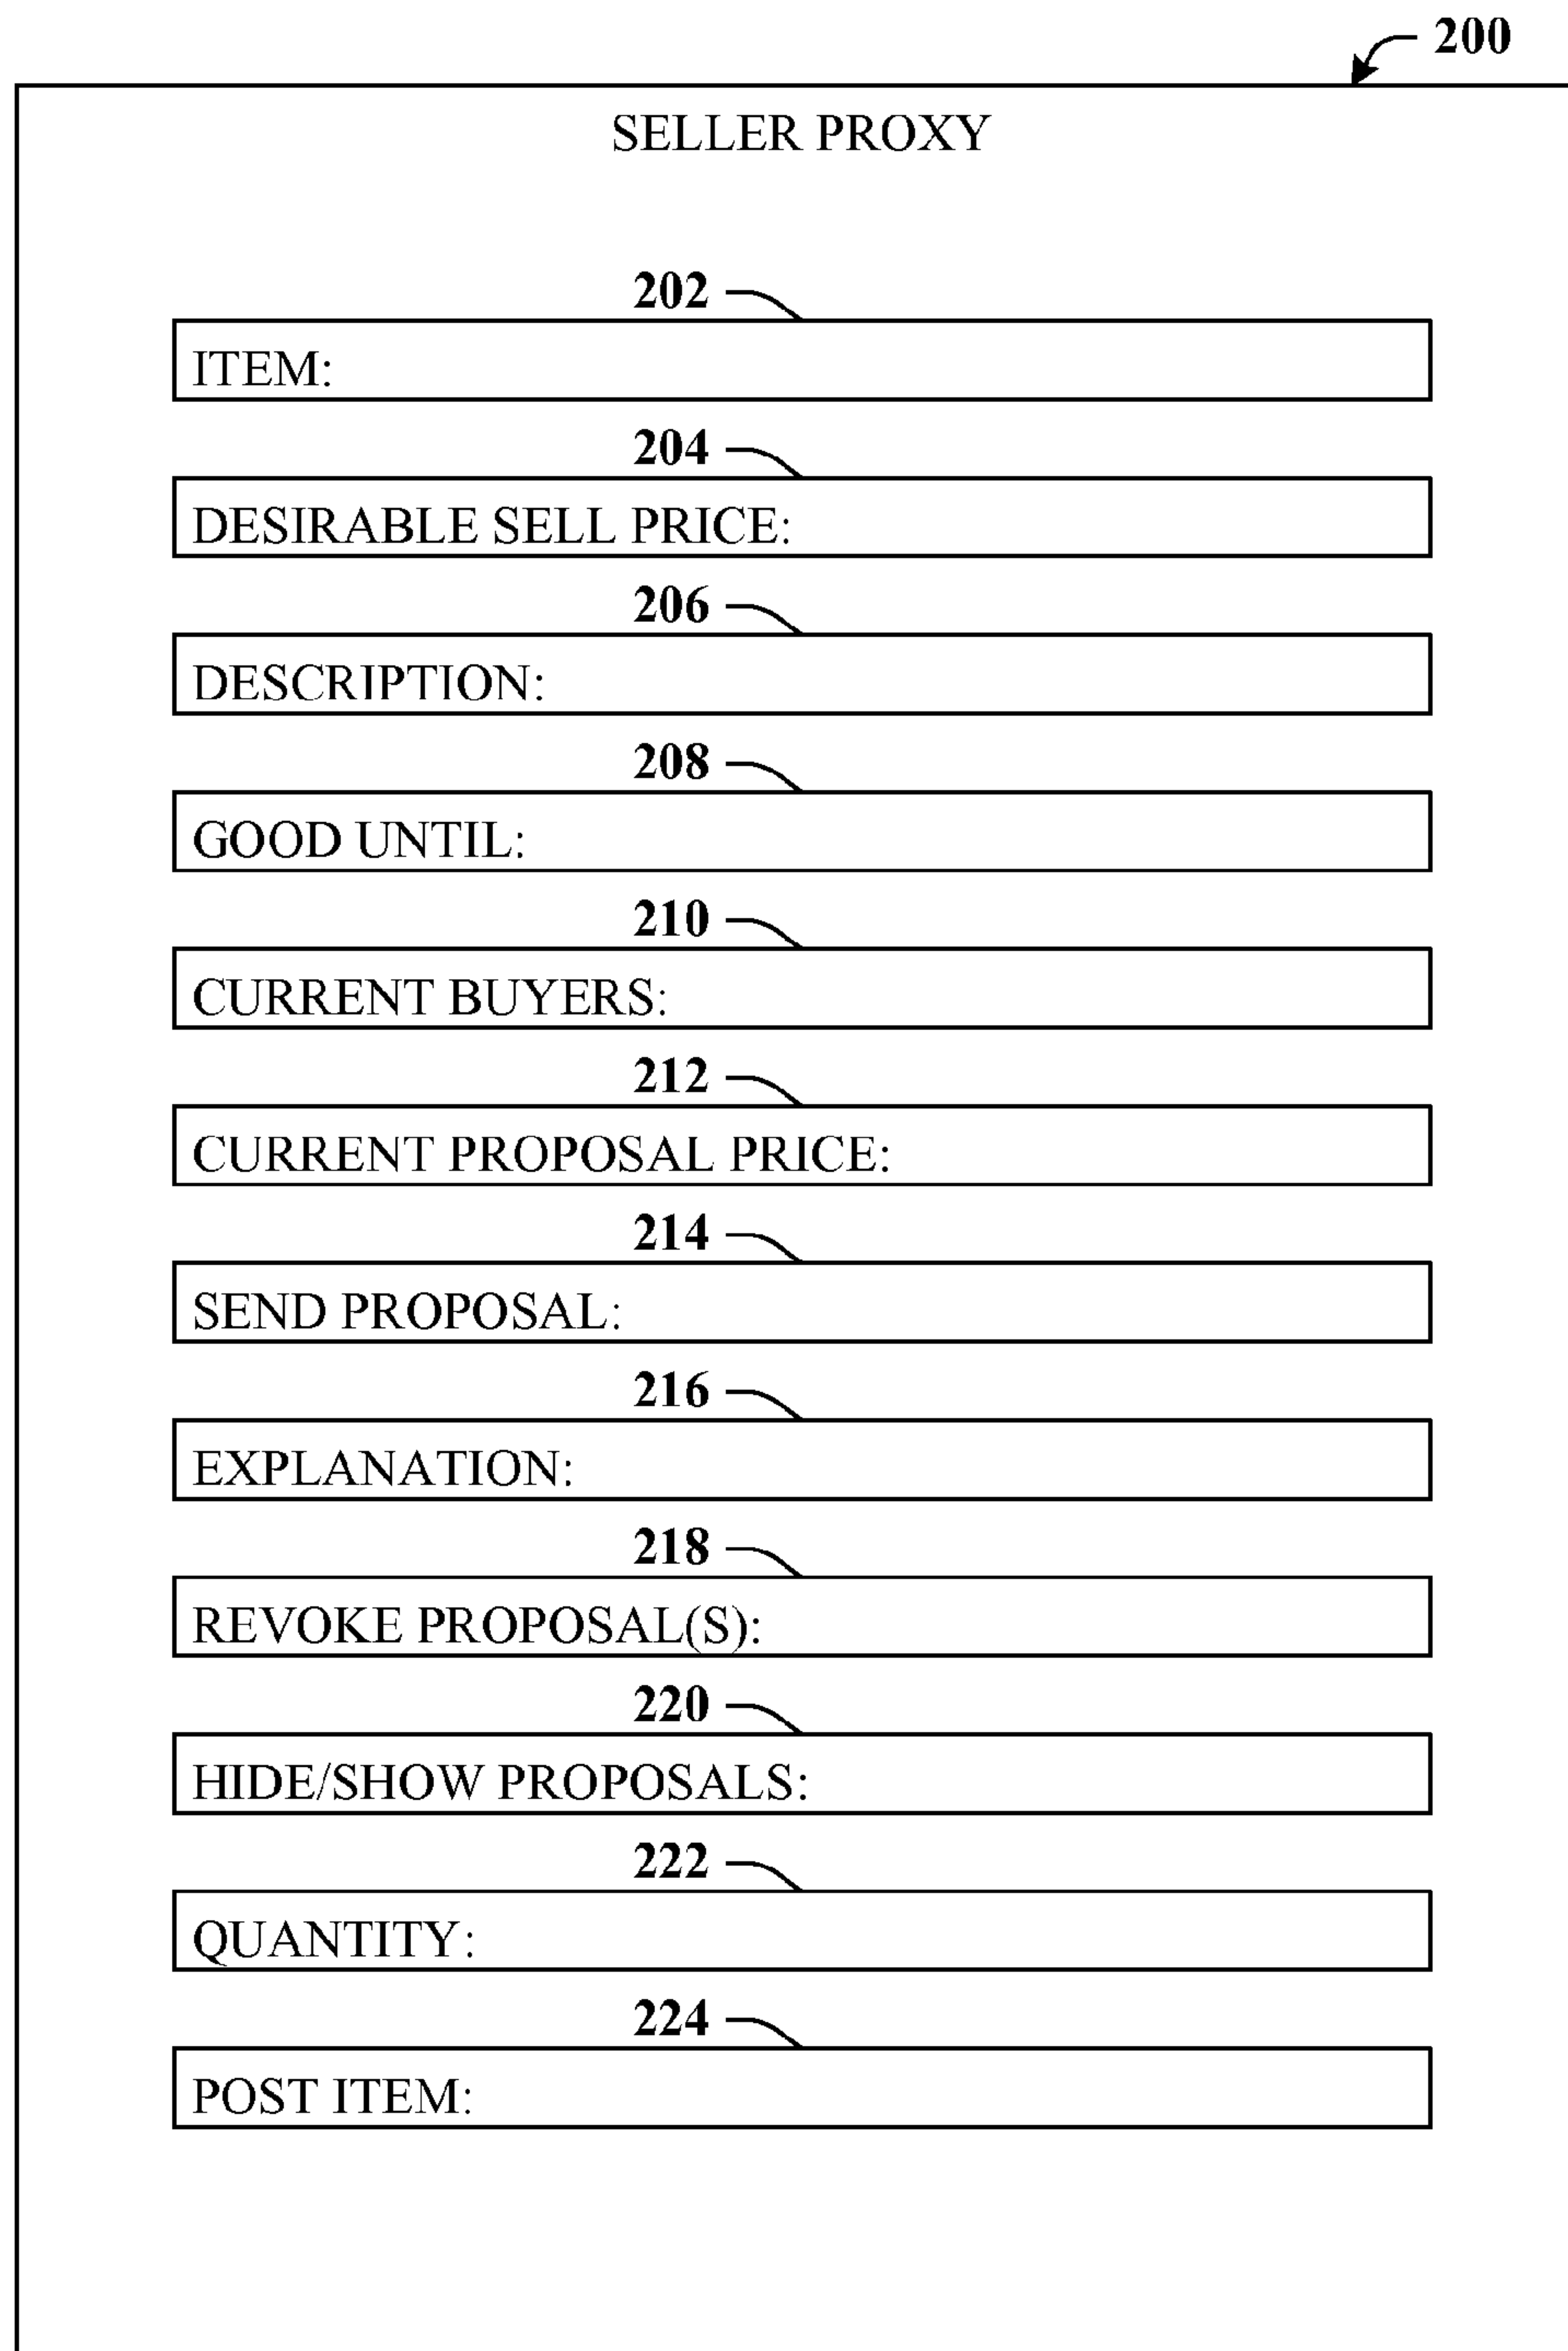 200
SELLER PROXY
202
ITEM:
204
DESIRABLE SELL PRICE:
206
DESCRIPTION:
208
GOOD UNTIL:
210
CURRENT BUYERS:
212
CURRENT PROPOSAL PRICE:
214
SEND PROPOSAL:
216
EXPLANATION:
218
REVOKE PROPOSAL(S):
220
HIDE/SHOW PROPOSALS:
222
QUANTITY:
224
POST ITEM: